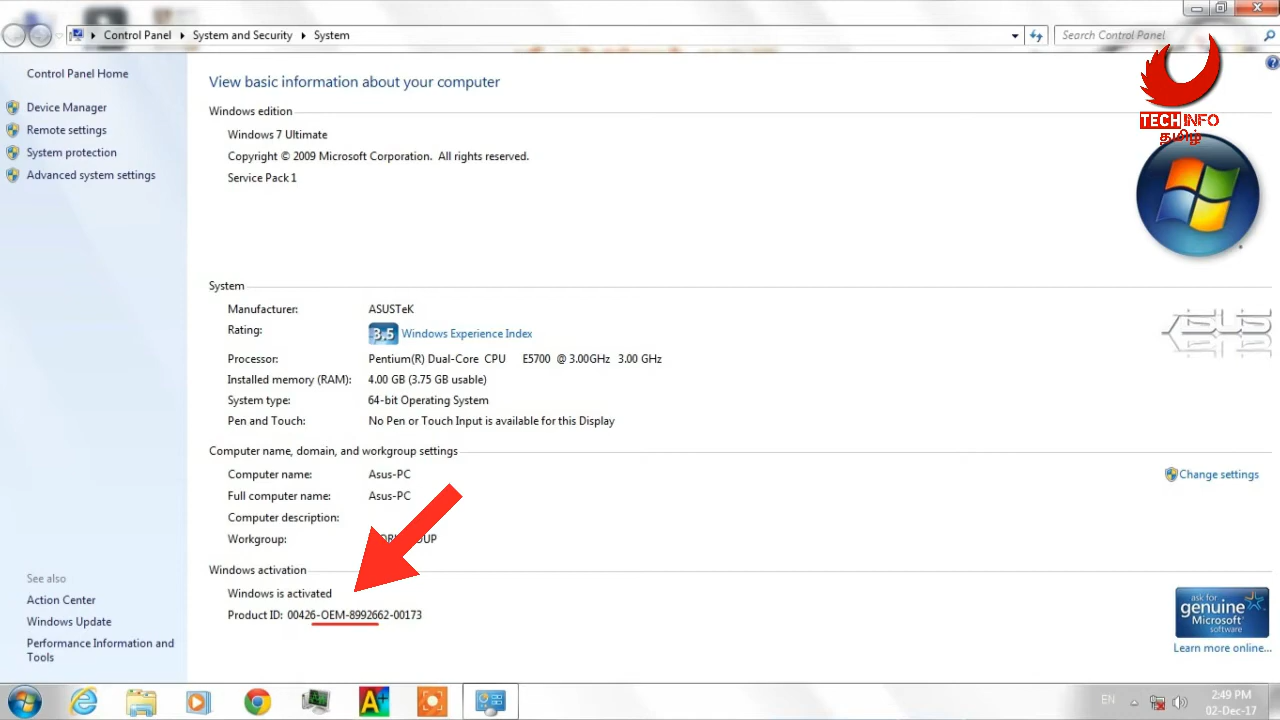 Control Panel System and Security System
Search Control Panel
Control Panel Home
Device Manager
Remote settings
System protection
Advanced system settings
See also
Action Center
Windows Update
Performance Information and
Tools
View basic information about your computer
Windows edition
Windows 7 Ultimate
Copyright © 2009 Microsoft Corporation. All rights reserved.
Service Pack 1
TECH INFO
தமிழ்
System
Manufacturer: ASUSTeK
Rating: 3.5 Windows Experience Index
Processor: Pentium(R) Dual-Core CPU E5700 @ 3.00GHz 3.00 GHz
Installed memory (RAM): 4.00 GB (3.75 GB usable)
System type: 64-bit Operating System
Pen and Touch: No Pen or Touch Input is available for this Display
ASUS
Computer name, domain, and workgroup settings
Computer name: Asus-PC
Change settings
Full computer name: Asus-PC
Computer description:
Workgroup:
Windows activation
Windows is activated
Product ID: 00426-OEM-8992662-00173
ask for
genuine
Microsoft
software
Learn more online...
EN
2:49 PM
02-Dec-17